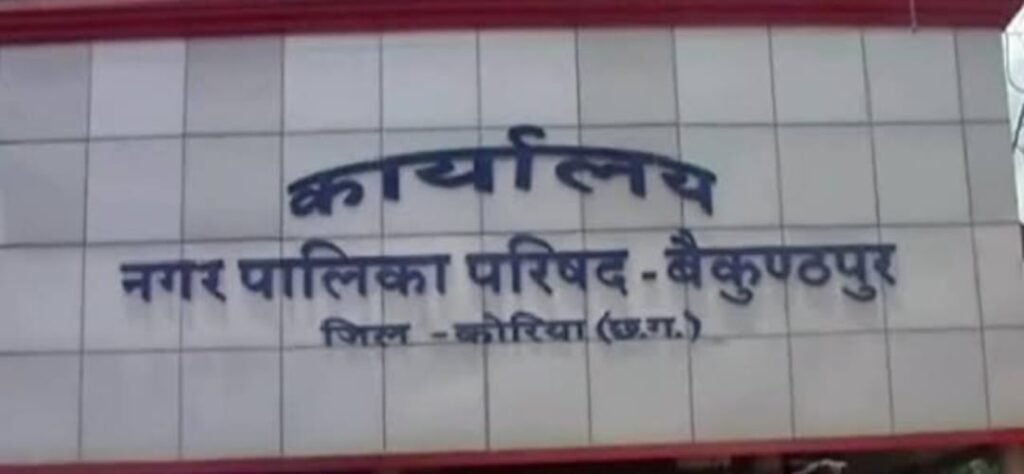 कार्यालय
नगर पालिका परिषद - बैकुण्ठपुर
जिल - कोरिया (छ.ग.)